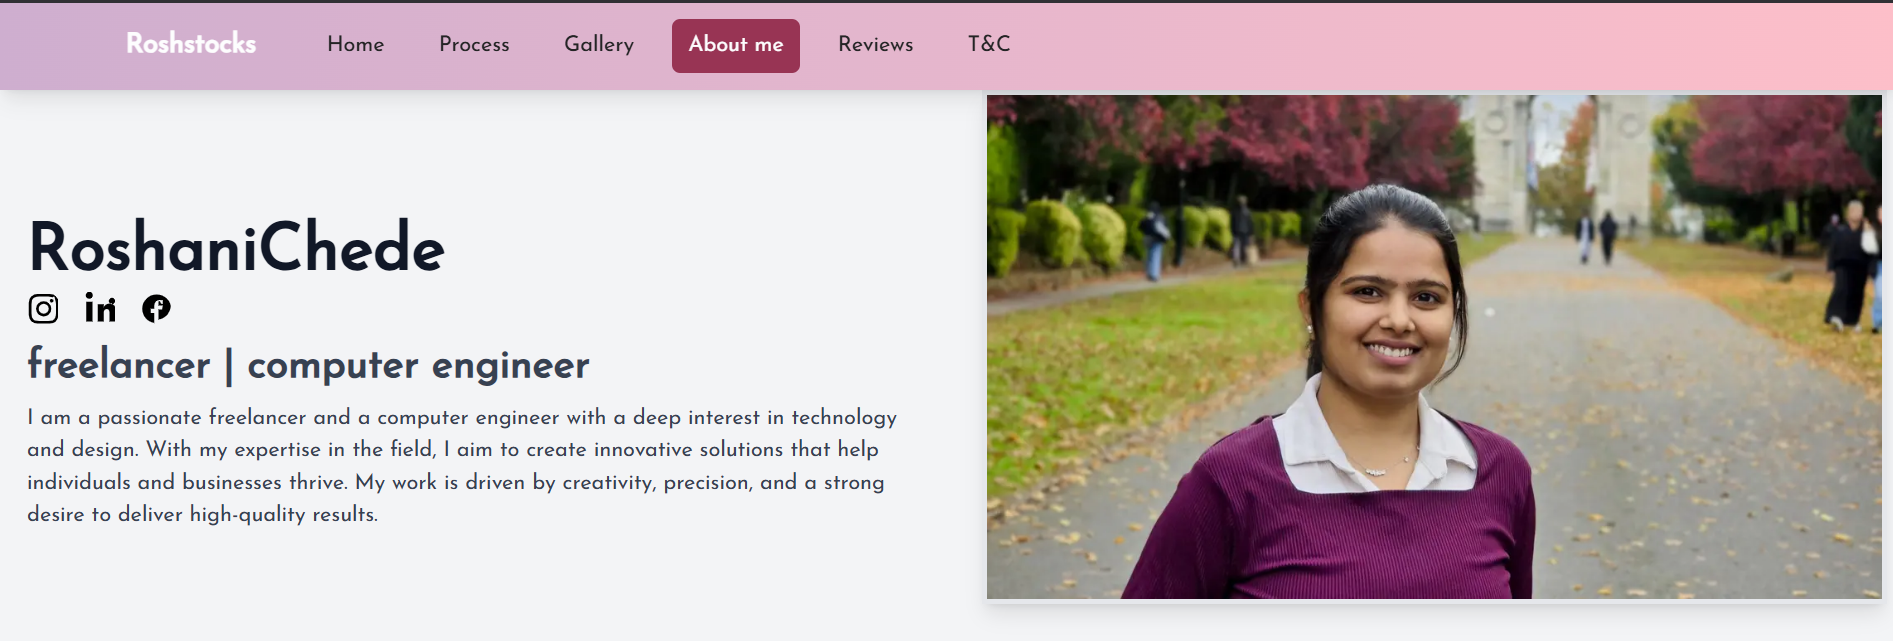 Roshstocks Home Process Gallery About me Reviews T&C
RoshaniChede
freelancer | computer engineer
I am a passionate freelancer and a computer engineer with a deep interest in technology
and design. With my expertise in the field, I aim to create innovative solutions that help
individuals and businesses thrive. My work is driven by creativity, precision, and a strong
desire to deliver high-quality results.